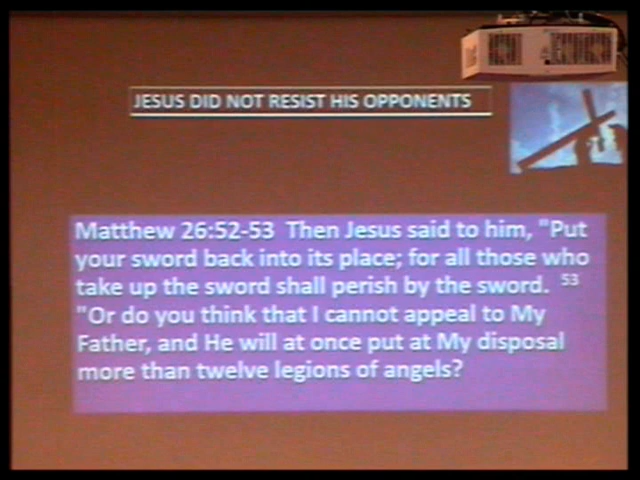 JESUS DID NOT RESIST HIS OPPONENTS
Matthew 26:52-53  Then Jesus said to him, "Put
your sword back into its place; for all those who
take up the sword shall perish by the sword.  53
"Or do you think that I cannot appeal to My
Father, and He will at once put at My disposal
more than twelve legions of angels?